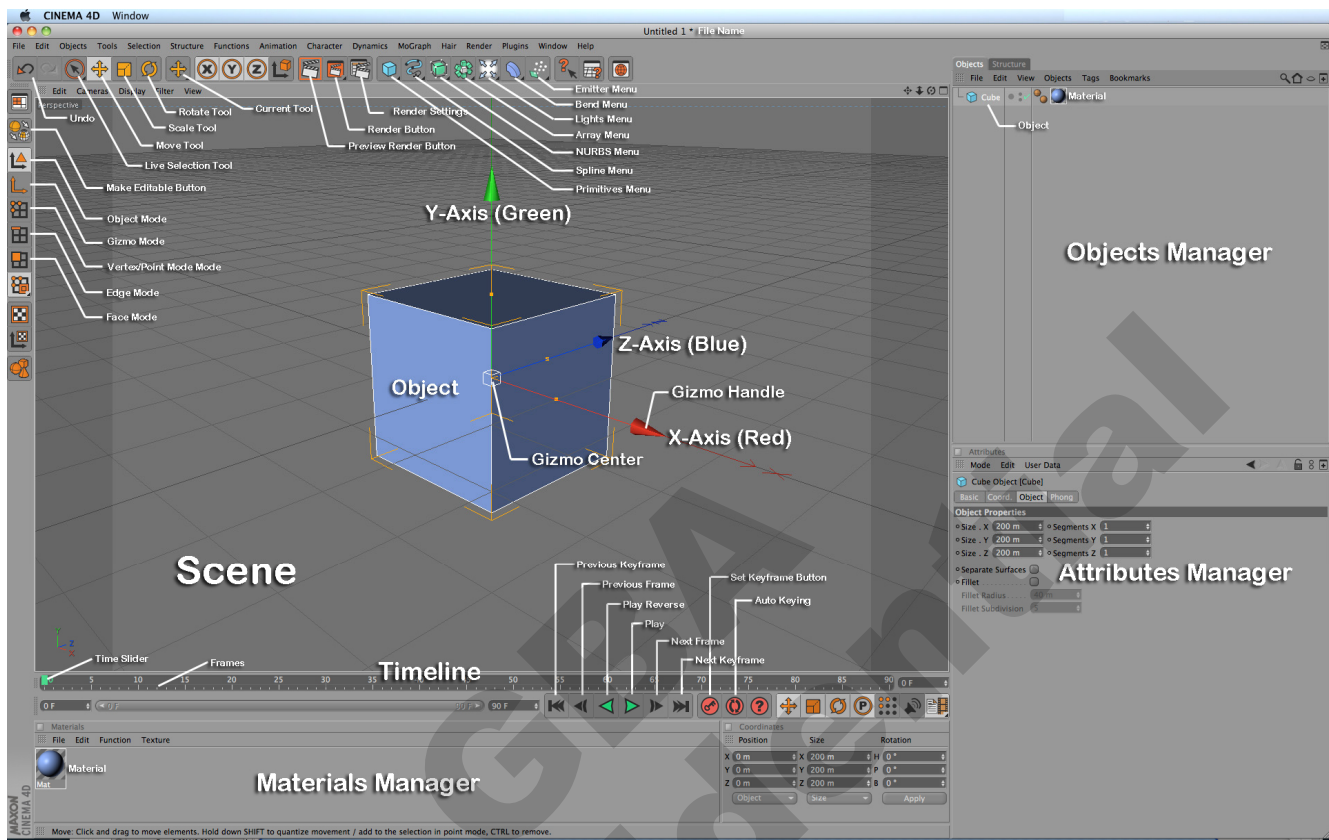 CINEMA 4D Window
Untitled 1 * File Name
File Edit Objects Tools Selection Structure Functions Animation Character Dynamics MoGraph Hair Render Plugins Window Help
Objects Structure
File Edit View Objects Tags Bookmarks
Cube Material
Object
Edit Cameras Display Filter View
Perspective
Undo
Rotate Tool
Scale Tool
Move Tool
Live Selection Tool
Make Editable Button
Current Tool
Render Settings
Render Button
Preview Render Button
Emitter Menu
Bend Menu
Lights Menu
Array Menu
NURBS Menu
Spline Menu
Primitives Menu
Object Mode
Gizmo Mode
Vertex/Point Mode Mode
Edge Mode
Face Mode
Y-Axis (Green)
Z-Axis (Blue)
Object
Gizmo Handle
X-Axis (Red)
Gizmo Center
Objects Manager
Attributes
Mode Edit User Data
Cube Object [Cube]
Basic Coord. Object Phong
Object Properties
Size . X 200 m Segments X 1
Size . Y 200 m Segments Y 1
Size . Z 200 m Segments Z 1
Separate Surfaces
Fillet
Fillet Radius 40 m
Fillet Subdivision 5
Attributes Manager
Scene
Previous Keyframe
Previous Frame
Play Reverse
Play
Next Frame
Next Keyframe
Set Keyframe Button
Auto Keying
Y
Z
X
Time Slider
Frames
Timeline
0 5 10 15 20 25 30 35 40 45 50 55 60 65 70 75 80 85 90 0 F
0 F 0 F 90 F 90 F
Materials
File Edit Function Texture
Material
Mat
Materials Manager
Coordinates
Position Size Rotation
X 0 m X 200 m H 0 °
Y 0 m Y 200 m P 0 °
Z 0 m Z 200 m B 0 °
Object Size Apply
MAXON
CINEMA 4D
Move: Click and drag to move elements. Hold down SHIFT to quantize movement / add to the selection in point mode, CTRL to remove.
GBA